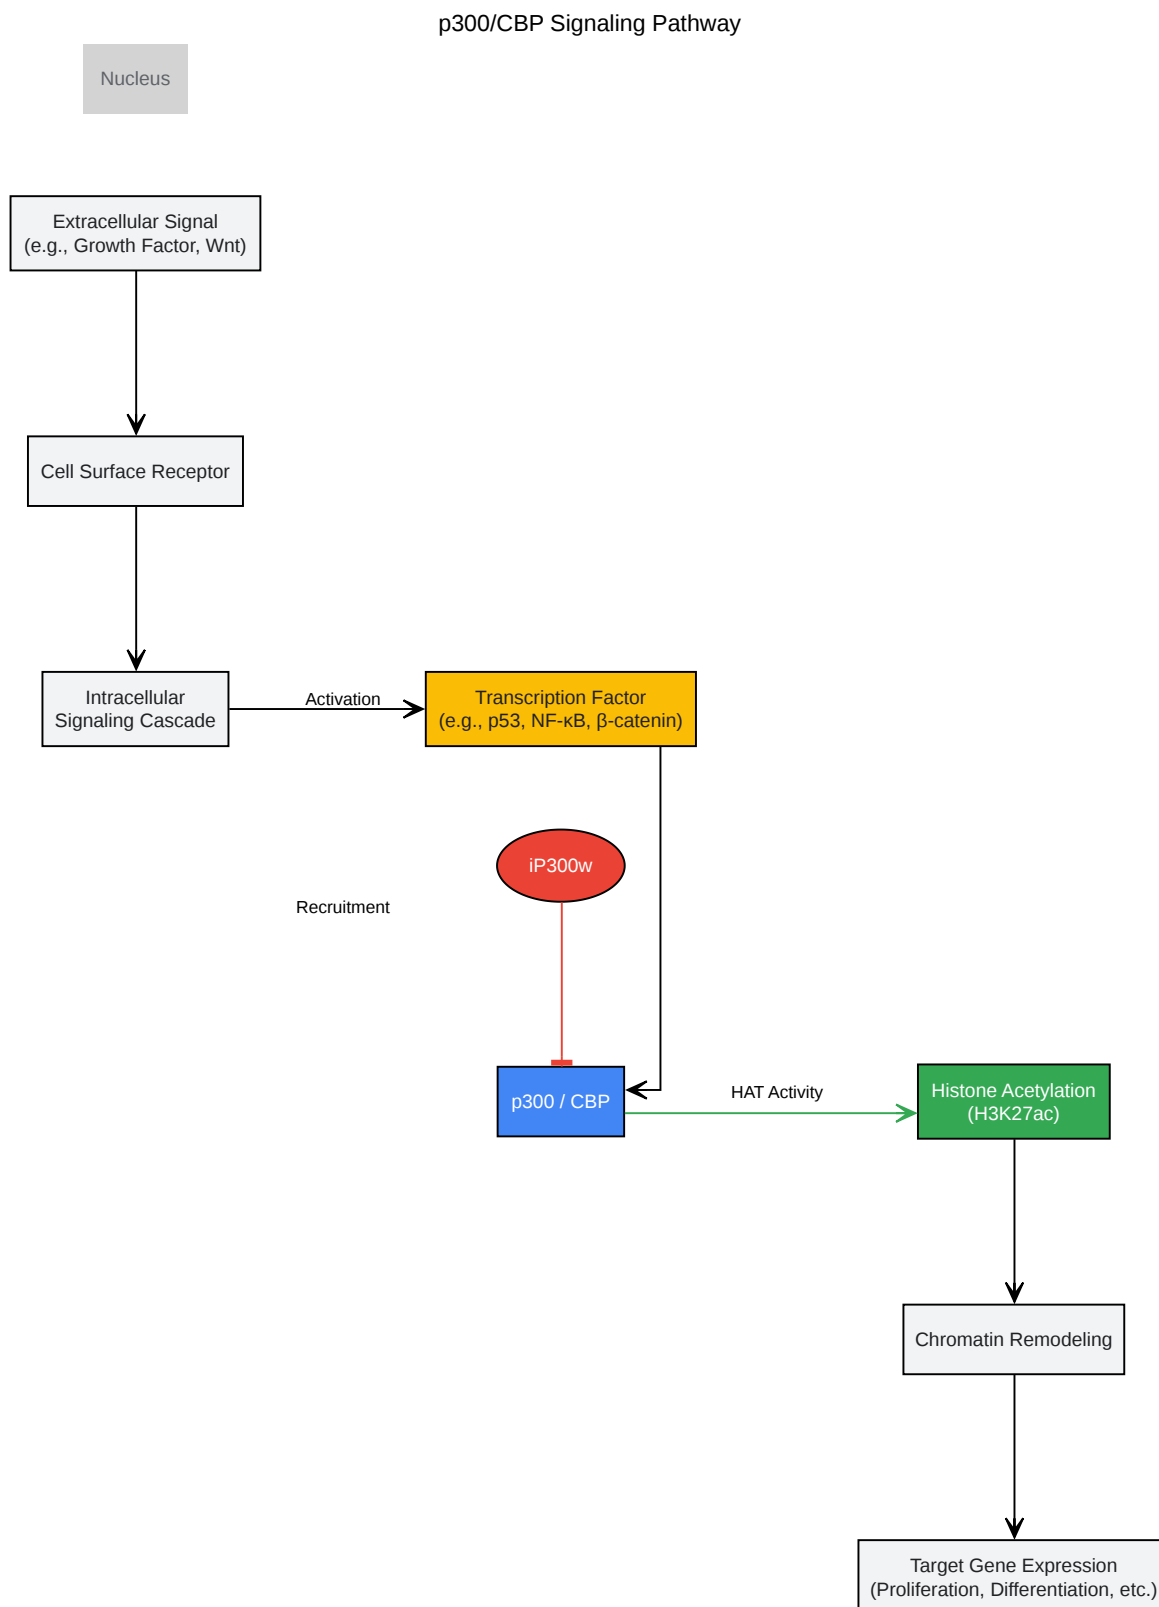 p300/CBP Signaling Pathway
Nucleus
Extracellular Signal
(e.g., Growth Factor, Wnt)
Cell Surface Receptor
Intracellular
Signaling Cascade
Activation
Transcription Factor
(e.g., p53, NF-κB, β-catenin)
iP300w
Recruitment
p300 / CBP
HAT Activity
Histone Acetylation
(H3K27ac)
Chromatin Remodeling
Target Gene Expression
(Proliferation, Differentiation, etc.)